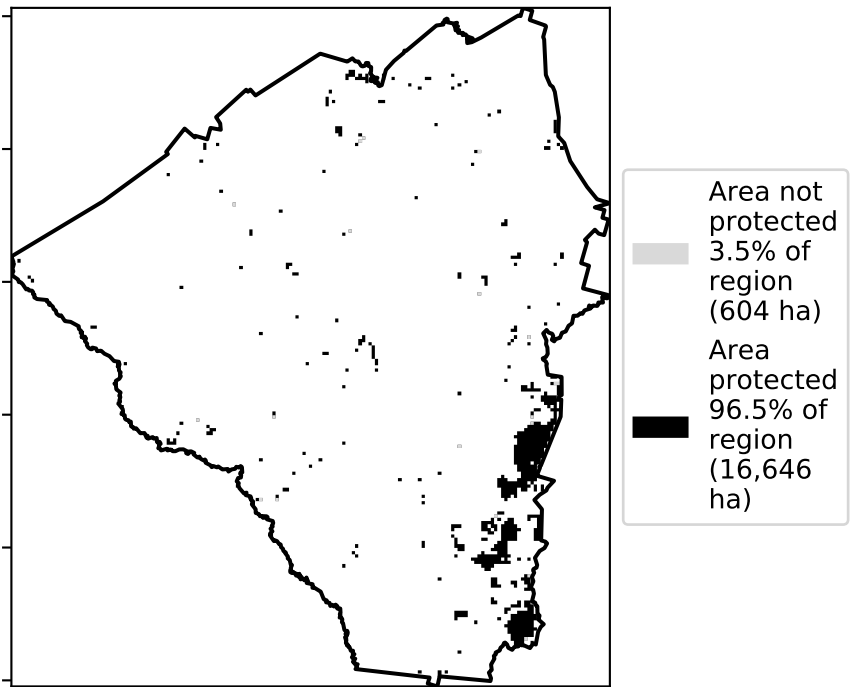 Area not
protected
3.5% of
region
(604 ha)
Area
protected
96.5% of
region
(16,646
ha)